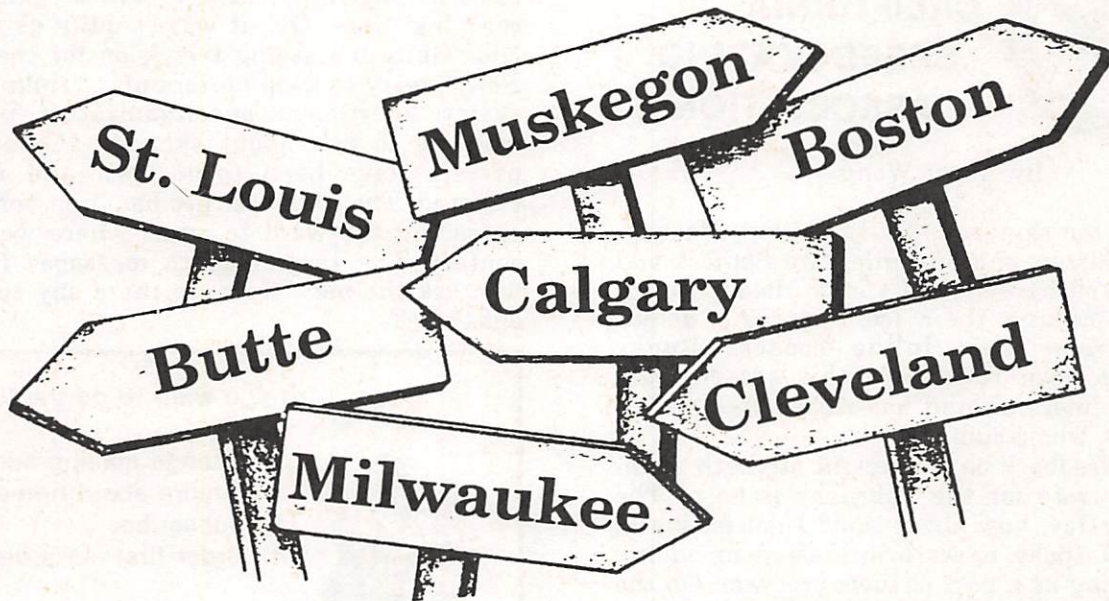 Muskegon
Boston
St. Louis
Calgary
Butte
Cleveland
Milwaukee